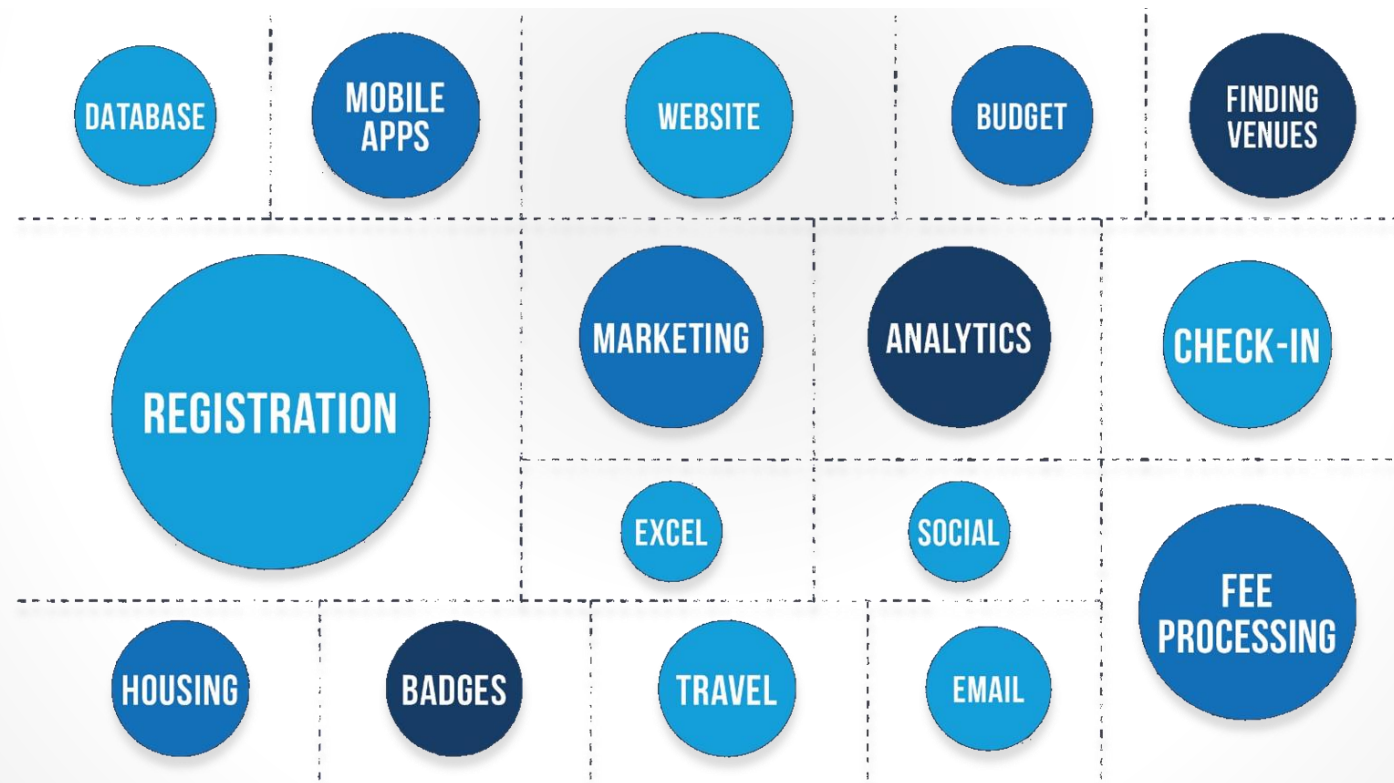 DATABASE
MOBILE
APPS
WEBSITE
BUDGET
FINDING
VENUES
REGISTRATION
MARKETING
ANALYTICS
CHECK-IN
EXCEL
SOCIAL
FEE
PROCESSING
HOUSING
BADGES
TRAVEL
EMAIL